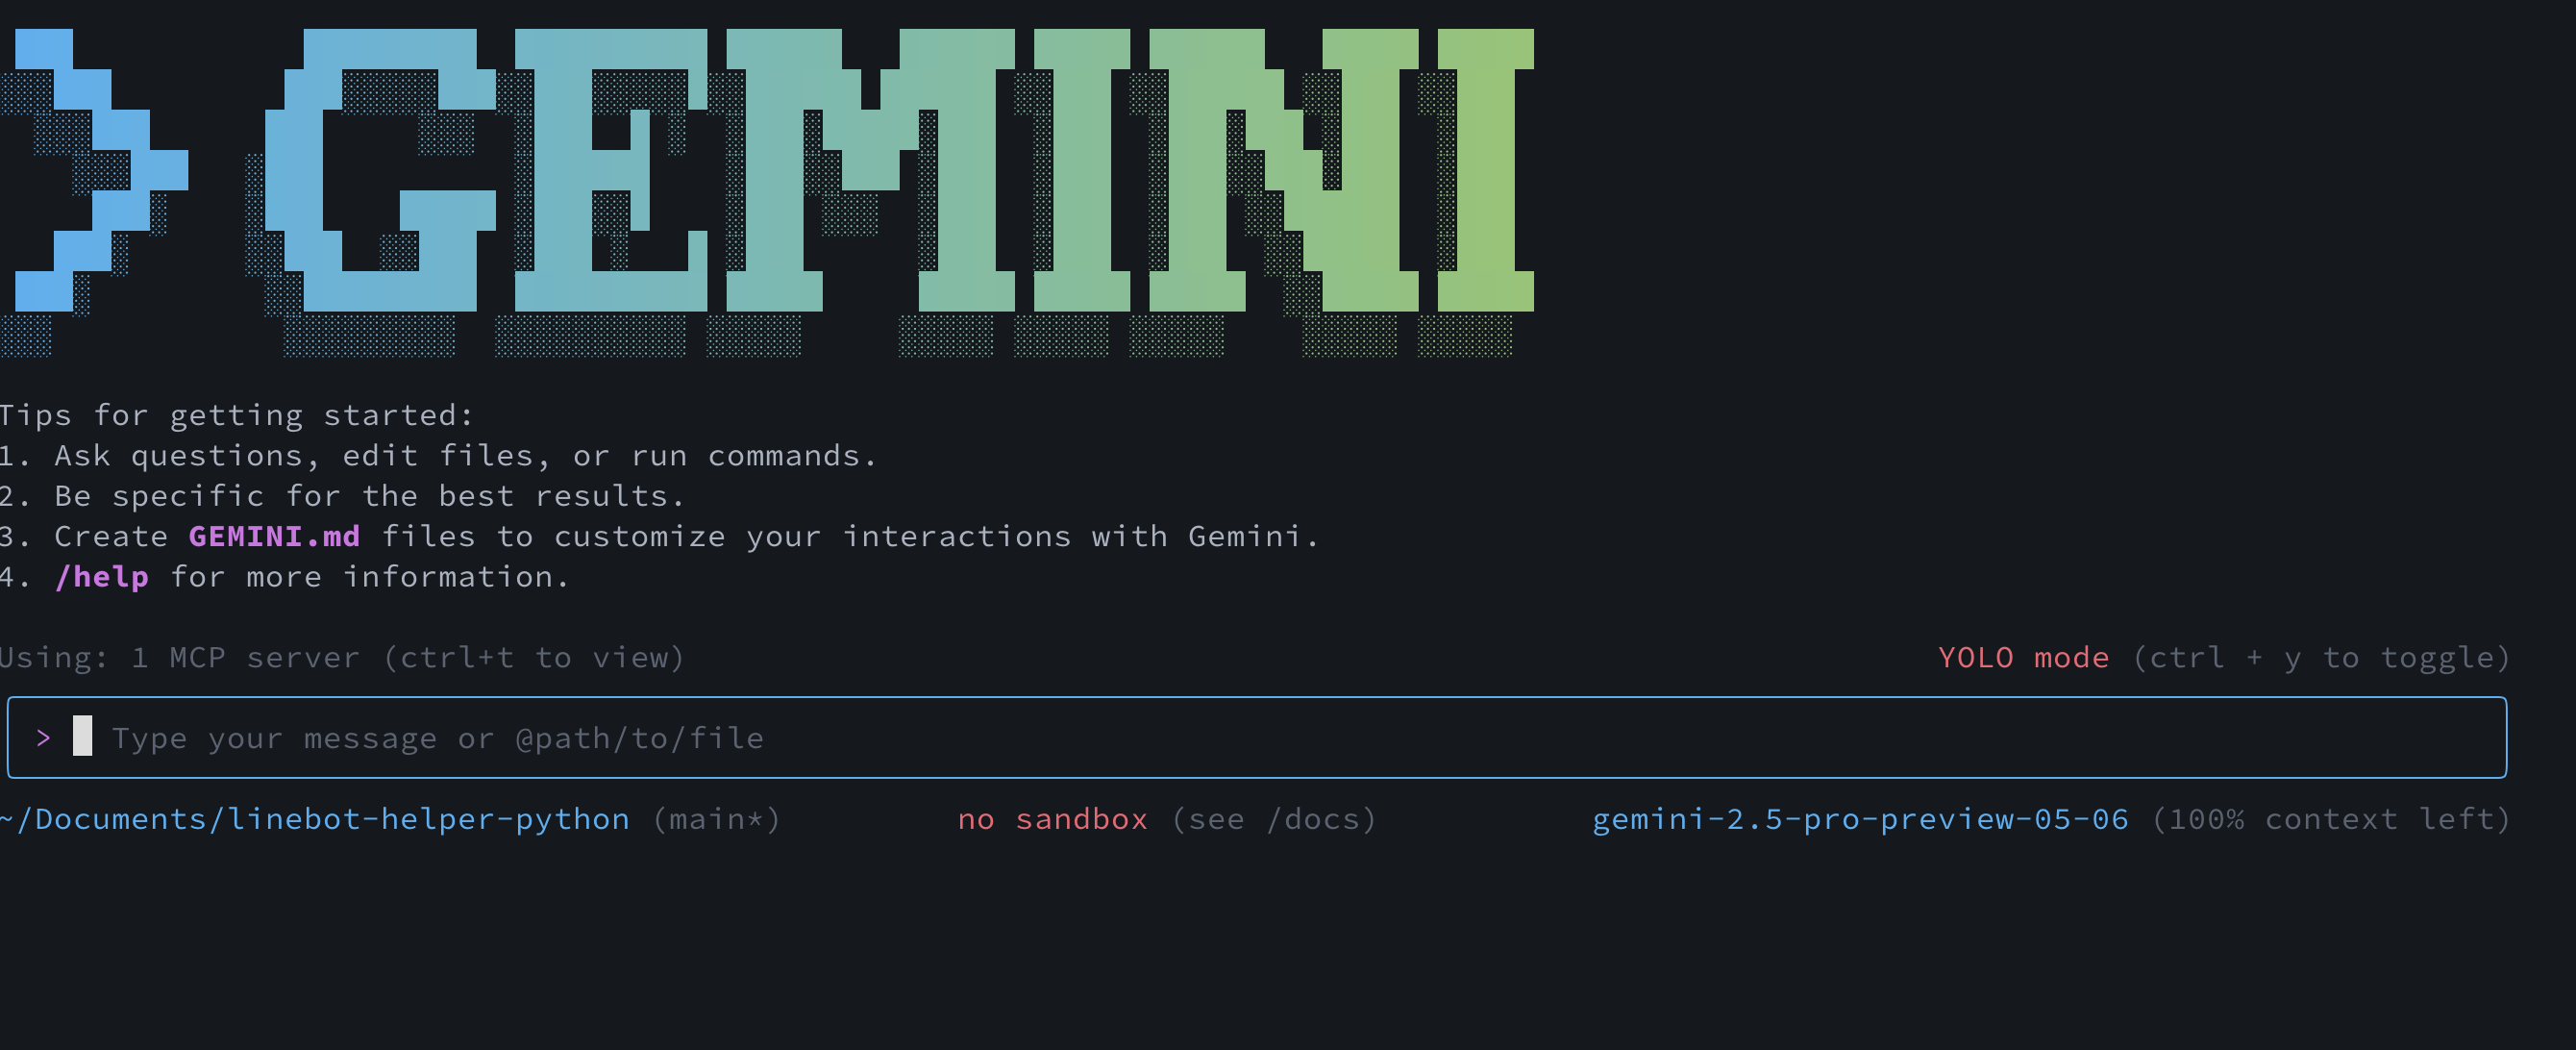 > GEMINI
Tips for getting started:
1. Ask questions, edit files, or run commands.
2. Be specific for the best results.
3. Create GEMINI.md files to customize your interactions with Gemini.
4. /help for more information.
Using: 1 MCP server (ctrl+t to view) YOLO mode (ctrl + y to toggle)
> Type your message or @path/to/file
~/Documents/linebot-helper-python (main*) no sandbox (see /docs) gemini-2.5-pro-preview-05-06 (100% context left)